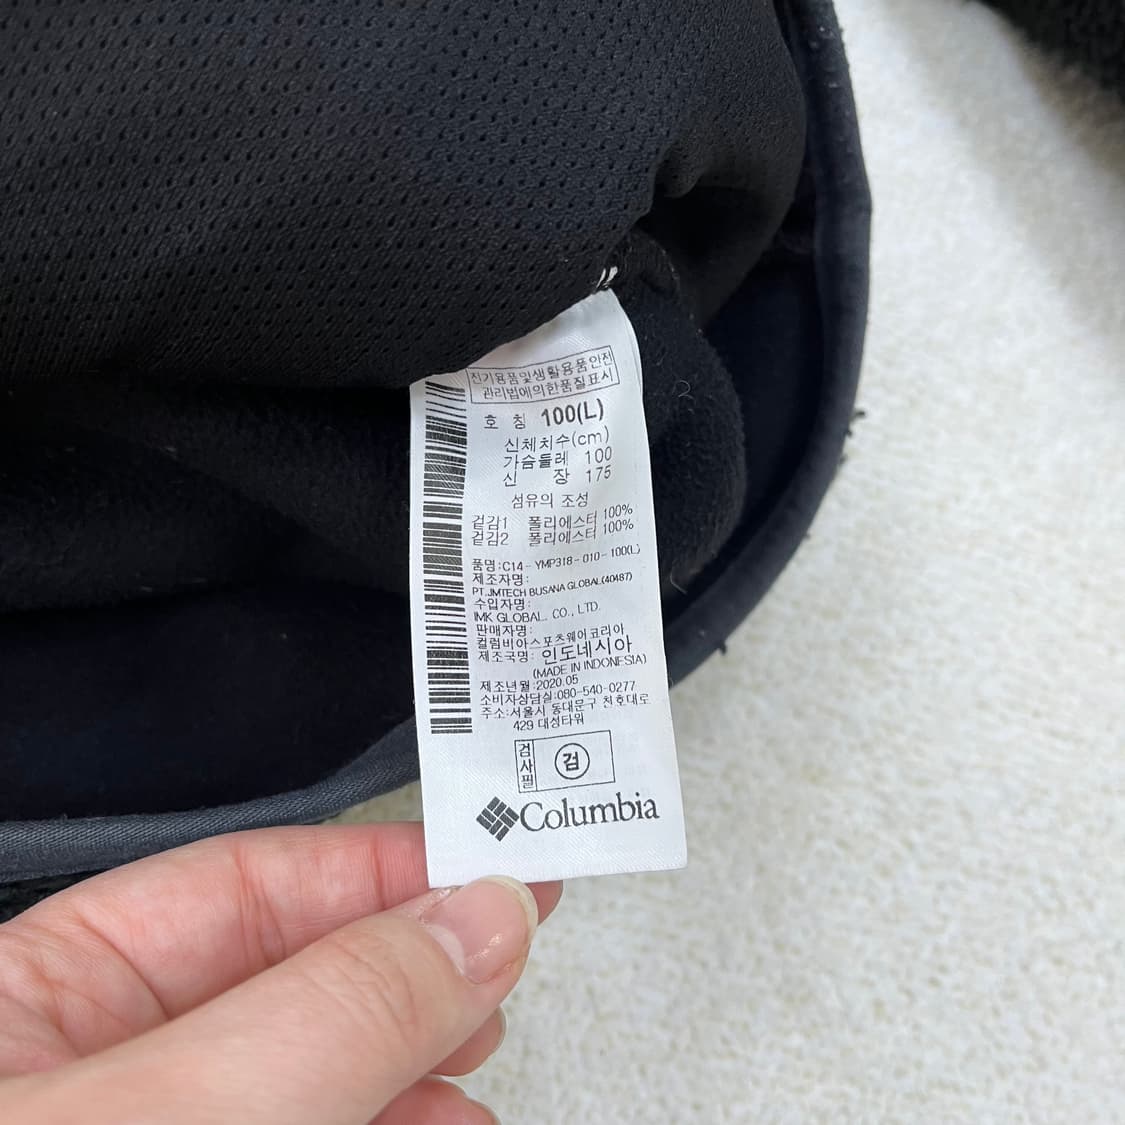 전기용품및생활용품안전
관리법에의한품질표시
호 칭 100(L)
신체치수(cm)
가슴둘레 100
신 장 175
섬유의 조성
겉감1 폴리에스터 100%
겉감2 폴리에스터 100%
품명:C14-YMP318-010-100(L)
제조자명:
PT.JMTECH BUSANA GLOBAL(40487)
수입자명:
IMK GLOBAL. CO., LTD.
판매자명:
컬럼비아스포츠웨어코리아
제조국명: 인도네시아
(MADE IN INDONESIA)
제조년월:2020.05
소비자상담실:080-540-0277
주소:서울시 동대문구 천호대로
429 대성타워
검사필 검
Columbia